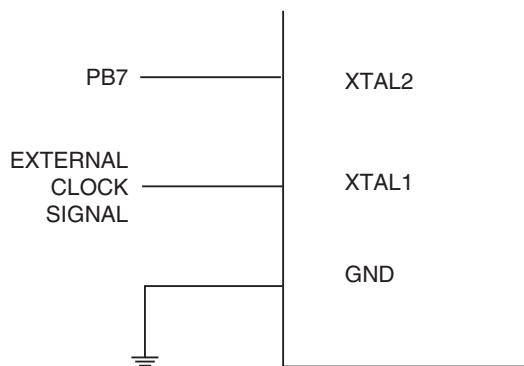 PB7
XTAL2
EXTERNAL
CLOCK
SIGNAL
XTAL1
GND